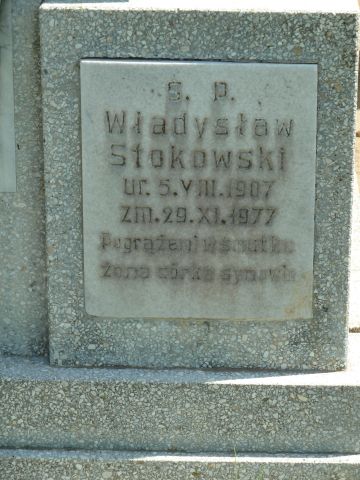 Ś. P.
Władysław
Stokowski
ur. 5.VIII.1907
zm. 29.XI.1977
Pogrążeni w smutku
żona córka synowie